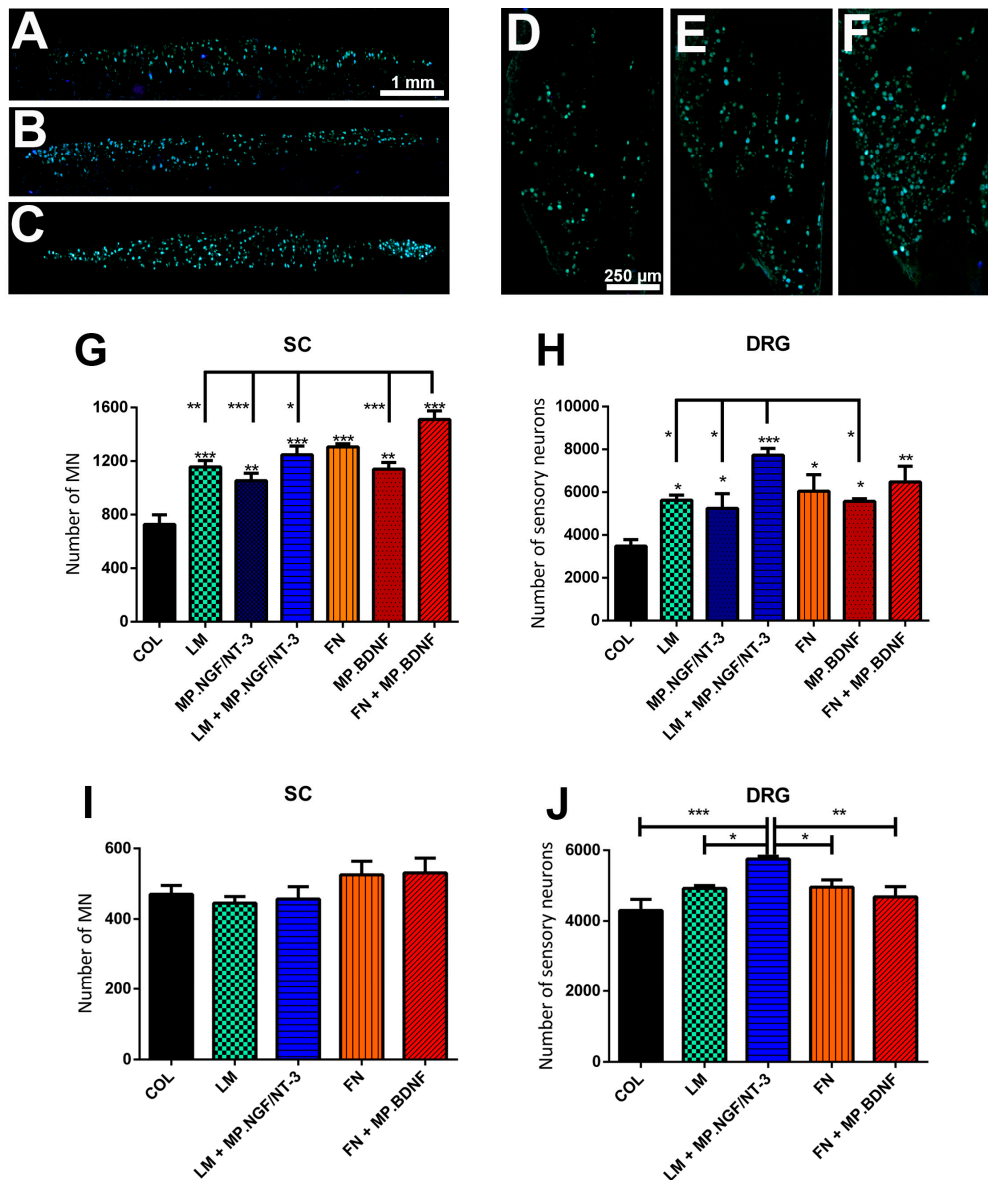 A
1 mm
B
C
D
250 µm
E
F
G
SC
Number of MN
1600
1200
800
400
0
** *** * ***
*** ** *** *** ** ***
COL
LM
MP.NGF/NT-3
LM + MP.NGF/NT-3
FN
MP.BDNF
FN + MP.BDNF
H
DRG
Number of sensory neurons
10000
8000
6000
4000
2000
0
* * *
* * *** * * **
COL
LM
MP.NGF/NT-3
LM + MP.NGF/NT-3
FN
MP.BDNF
FN + MP.BDNF
I
SC
Number of MN
600
400
200
0
COL
LM
LM + MP.NGF/NT-3
FN
FN + MP.BDNF
J
DRG
Number of sensory neurons
6000
4000
2000
0
*** **
* *
COL
LM
LM + MP.NGF/NT-3
FN
FN + MP.BDNF